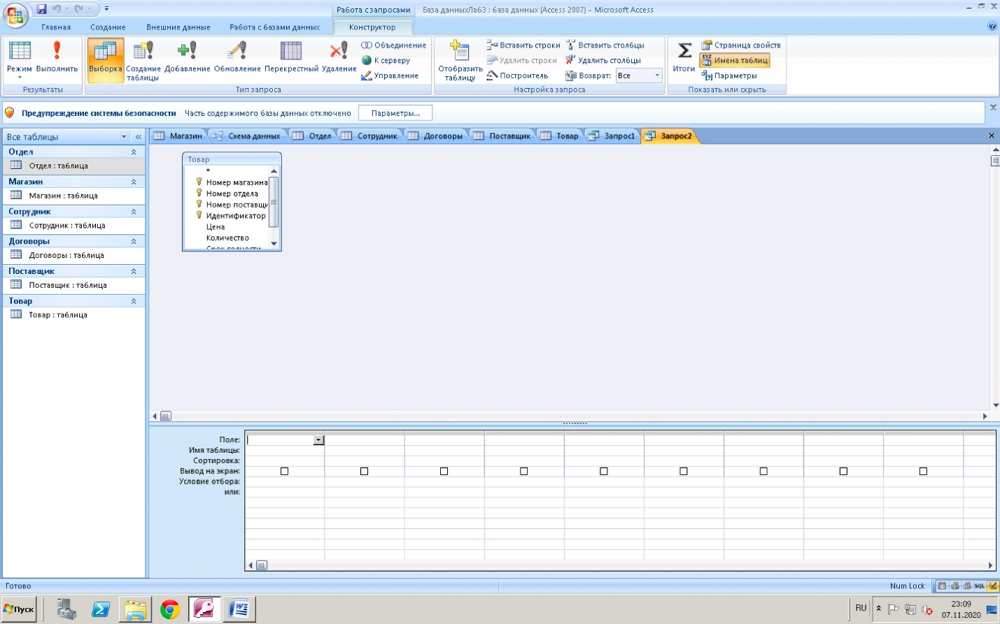 Работа с запросами База данныхЛаб3 : база данных (Access 2007) - Microsoft Access
Главная Создание Внешние данные Работа с базами данных Конструктор
Режим Выполнить
Результаты
Выборка Создание таблицы Добавление Обновление Перекрестный Удаление
Объединение
К серверу
Управление
Тип запроса
Отобразить таблицу
Вставить строки
Удалить строки
Построитель
Вставить столбцы
Удалить столбцы
Возврат: Все
Настройка запроса
Итоги
Страница свойств
Имена таблиц
Параметры
Показать или скрыть
Предупреждение системы безопасности Часть содержимого базы данных отключено Параметры...
Все таблицы
Отдел
Отдел : таблица
Магазин
Магазин : таблица
Сотрудник
Сотрудник : таблица
Договоры
Договоры : таблица
Поставщик
Поставщик : таблица
Товар
Товар : таблица
Магазин Схема данных Отдел Сотрудник Договоры Поставщик Товар Запрос1 Запрос2
Товар
*
Номер магазина
Номер отдела
Номер поставщи
Идентификатор
Цена
Количество
Поле:
Имя таблицы:
Сортировка:
Вывод на экран:
Условие отбора:
или:
Готово Num Lock SQL
Пуск RU 23:09
07.11.2020